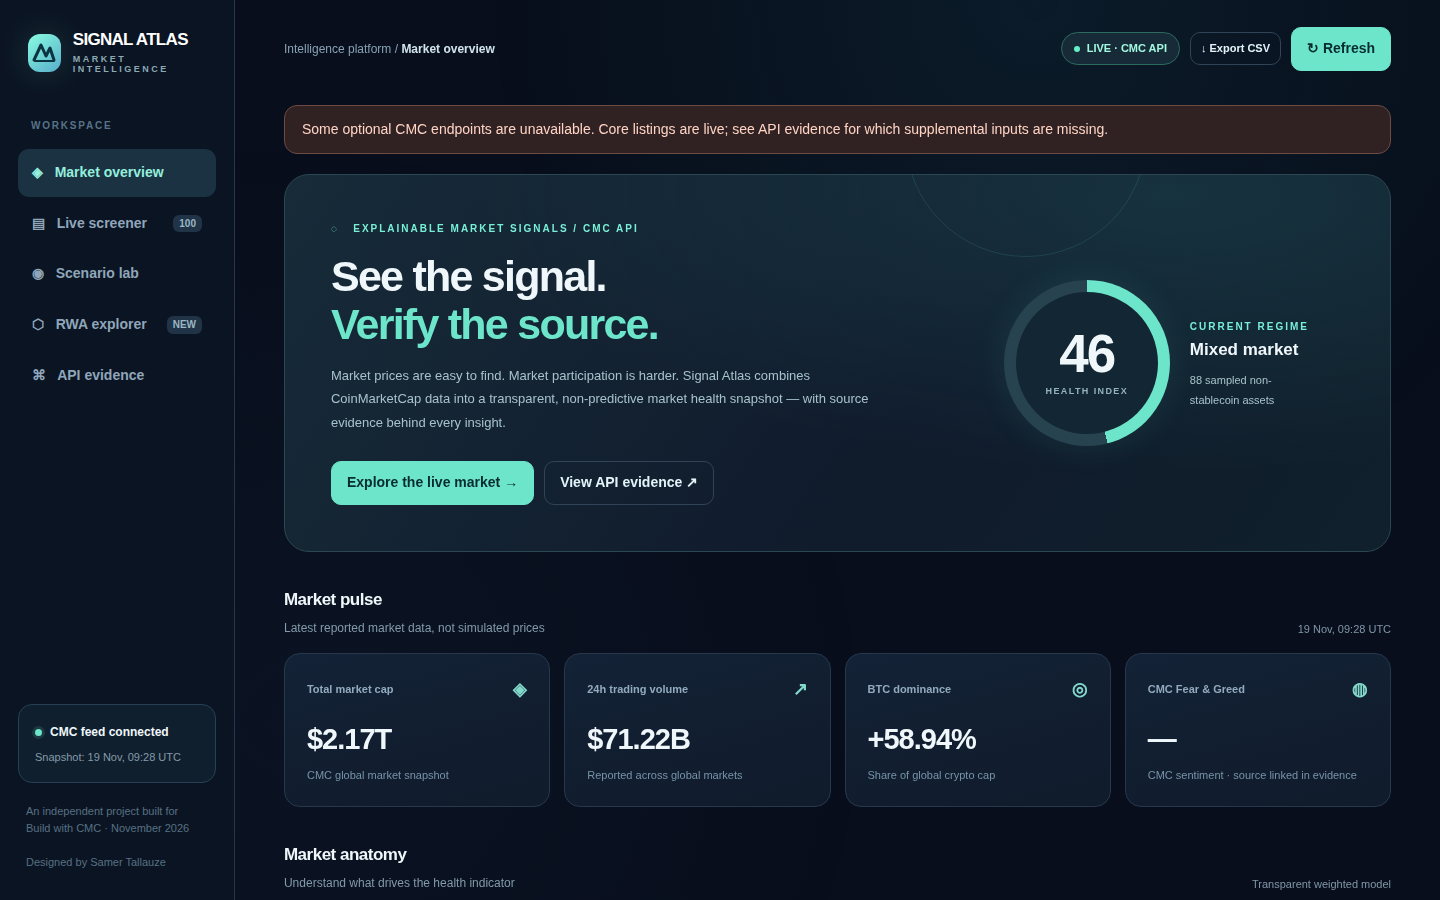 SIGNAL ATLAS
MARKET
INTELLIGENCE
WORKSPACE
Market overview
Live screener 100
Scenario lab
RWA explorer NEW
API evidence
CMC feed connected
Snapshot: 19 Nov, 09:28 UTC
An independent project built for
Build with CMC · November 2026
Designed by Samer Tallauze
Intelligence platform / Market overview
LIVE · CMC API
↓ Export CSV
↻ Refresh
Some optional CMC endpoints are unavailable. Core listings are live; see API evidence for which supplemental inputs are missing.
EXPLAINABLE MARKET SIGNALS / CMC API
See the signal.
Verify the source.
Market prices are easy to find. Market participation is harder. Signal Atlas combines
CoinMarketCap data into a transparent, non-predictive market health snapshot — with source
evidence behind every insight.
Explore the live market →
View API evidence ↗
46
HEALTH INDEX
CURRENT REGIME
Mixed market
88 sampled non-
stablecoin assets
Market pulse
Latest reported market data, not simulated prices
19 Nov, 09:28 UTC
Total market cap
$2.17T
CMC global market snapshot
24h trading volume
$71.22B
Reported across global markets
BTC dominance
+58.94%
Share of global crypto cap
CMC Fear & Greed
—
CMC sentiment · source linked in evidence
Market anatomy
Understand what drives the health indicator
Transparent weighted model